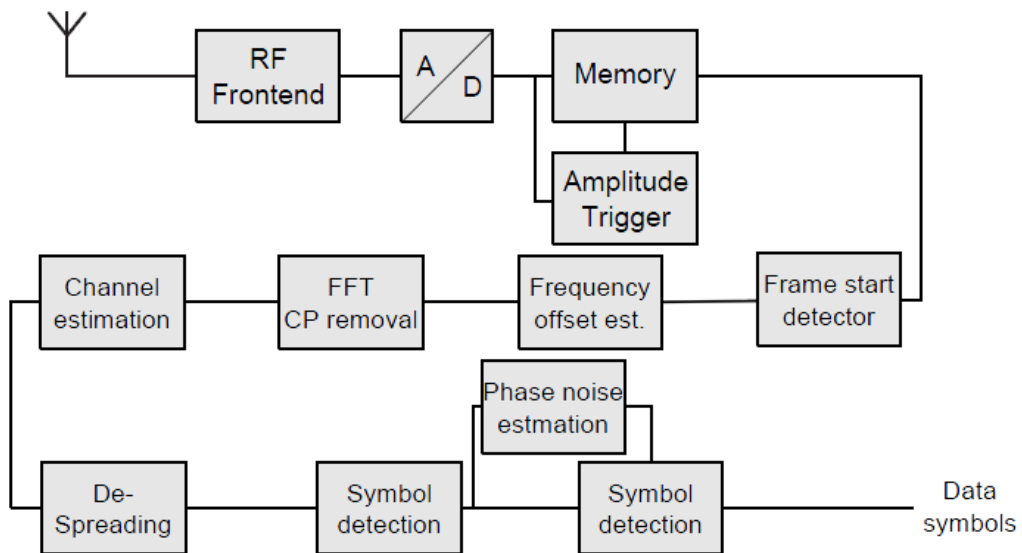 RF
Frontend
A
D
Memory
Amplitude
Trigger
Channel
estimation
FFT
CP removal
Frequency
offset est.
Frame start
detector
Phase noise
estmation
De-
Spreading
Symbol
detection
Symbol
detection
Data
symbols